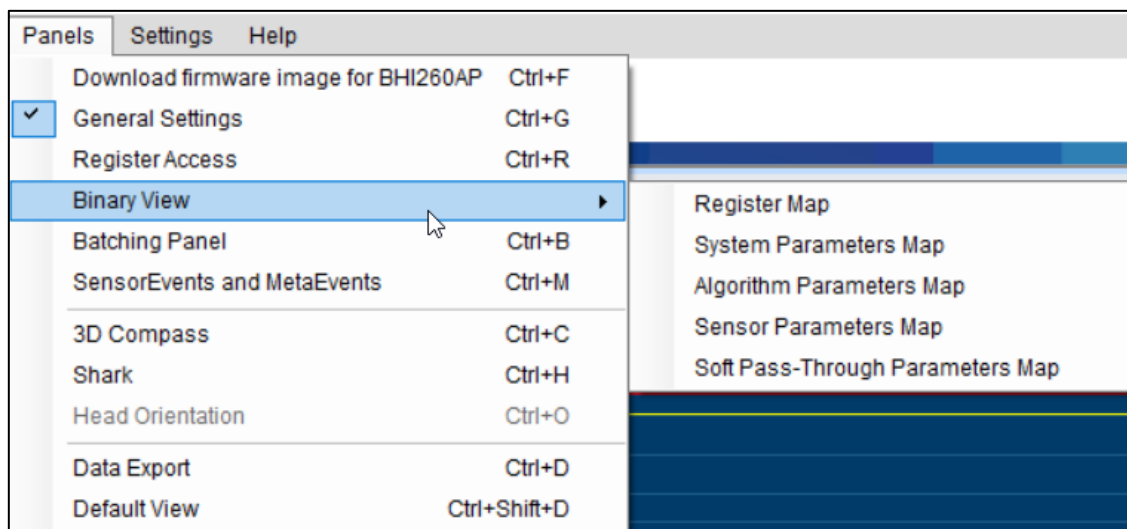 Panels Settings Help
Download firmware image for BHI260AP Ctrl+F
General Settings Ctrl+G
Register Access Ctrl+R
Binary View
Batching Panel Ctrl+B
SensorEvents and MetaEvents Ctrl+M
3D Compass Ctrl+C
Shark Ctrl+H
Head Orientation Ctrl+O
Data Export Ctrl+D
Default View Ctrl+Shift+D
Register Map
System Parameters Map
Algorithm Parameters Map
Sensor Parameters Map
Soft Pass-Through Parameters Map